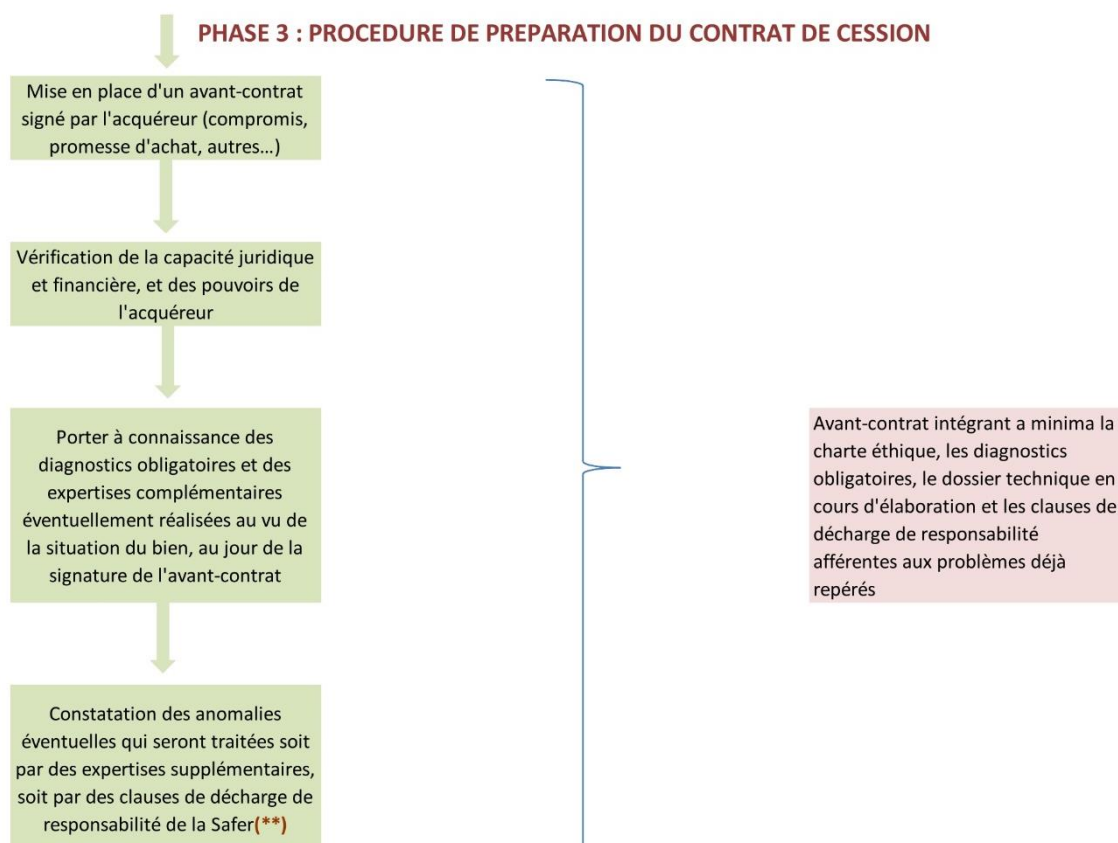 PHASE 3 : PROCEDURE DE PREPARATION DU CONTRAT DE CESSION
Mise en place d'un avant-contrat
signé par l'acquéreur (compromis,
promesse d'achat, autres…)
Vérification de la capacité juridique
et financière, et des pouvoirs de
l'acquéreur
Porter à connaissance des
diagnostics obligatoires et des
expertises complémentaires
éventuellement réalisées au vu de
la situation du bien, au jour de la
signature de l'avant-contrat
Constatation des anomalies
éventuelles qui seront traitées soit
par des expertises supplémentaires,
soit par des clauses de décharge de
responsabilité de la Safer(**)
Avant-contrat intégrant a minima la
charte éthique, les diagnostics
obligatoires, le dossier technique en
cours d'élaboration et les clauses de
décharge de responsabilité
afférentes aux problèmes déjà
repérés